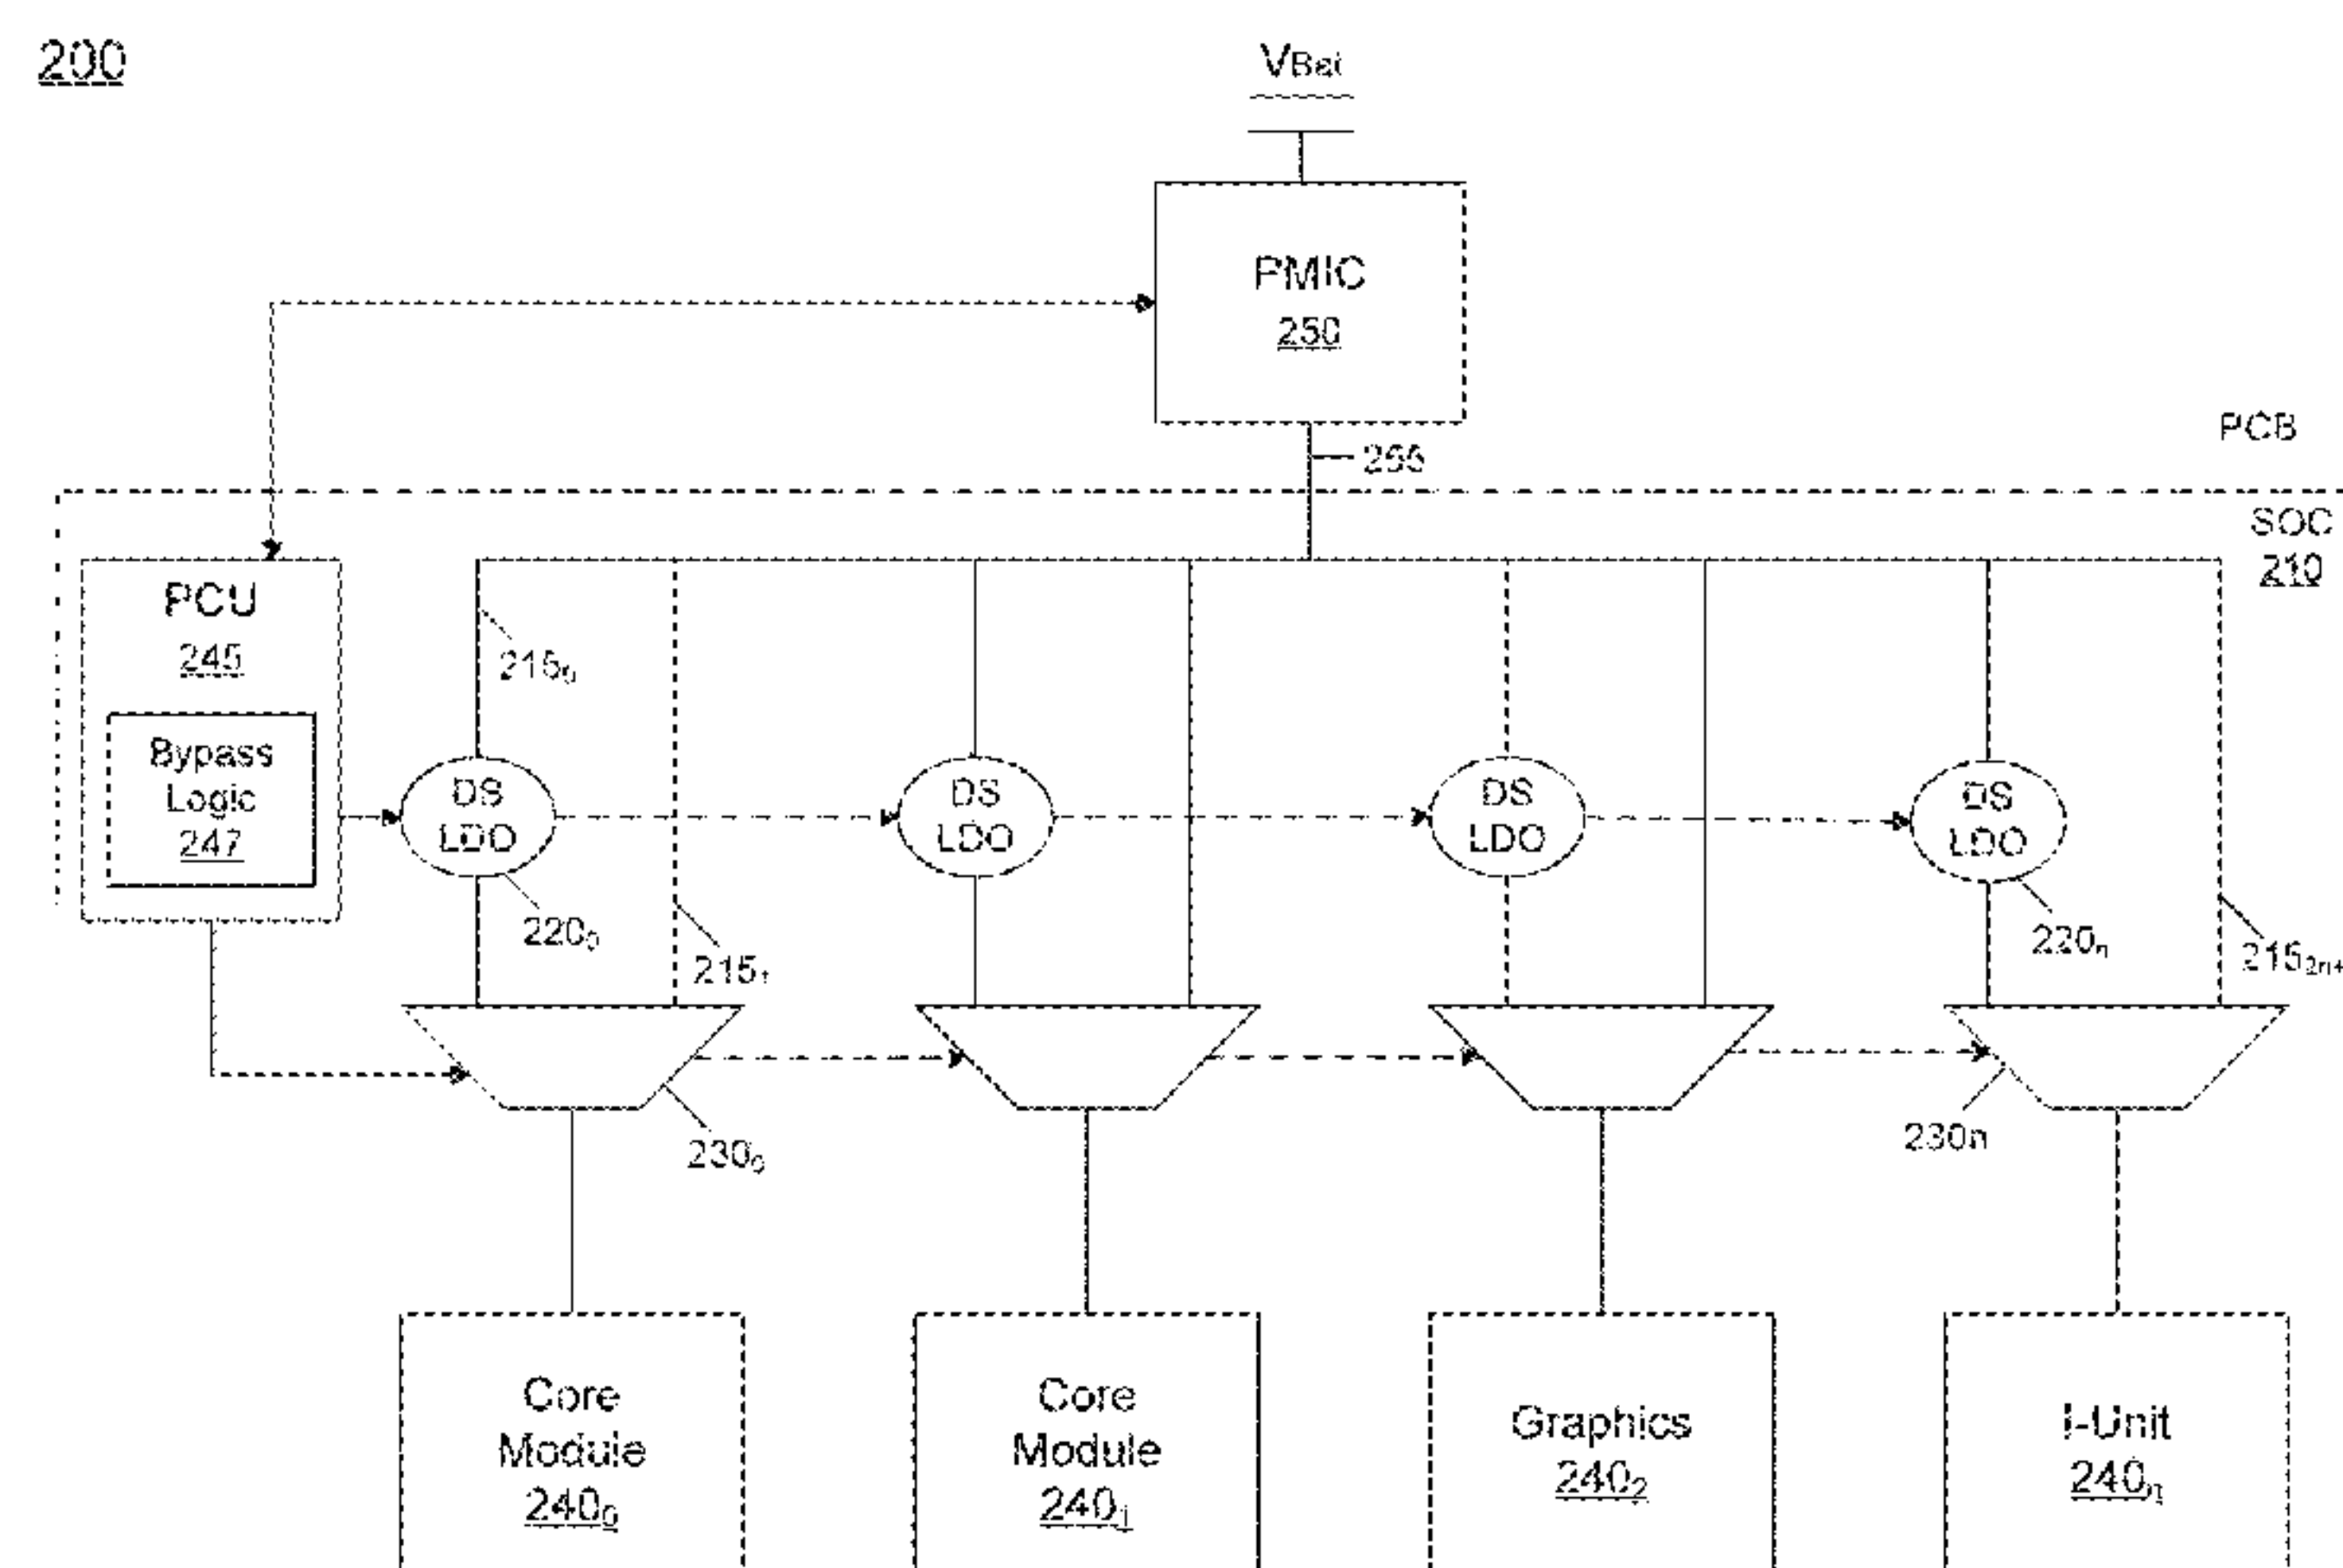 200
VBat
PMIC
250
PCB
255
SOC
210
PCU
245
215₀
Bypass
Logic
247
DS
LDO
DS
LDO
DS
LDO
DS
LDO
220₀
215₁
220ₙ
230₀
230n
Core
Module
240₀
Core
Module
240₁
Graphics
240₂
I-Unit
240ₙ